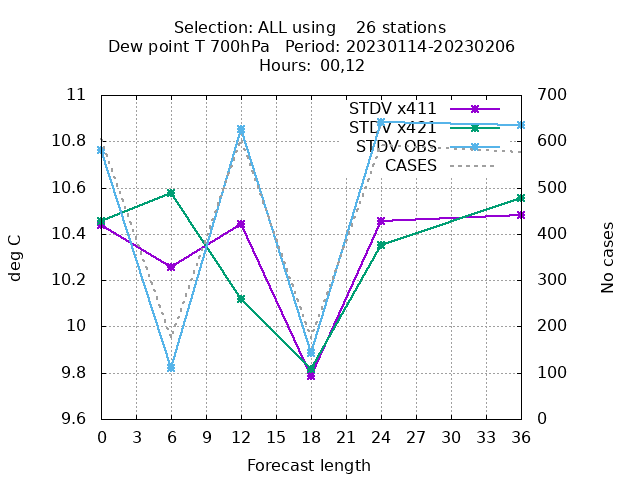 Selection: ALL using    26 stations
Dew point T 700hPa   Period: 20230114-20230206
Hours: 00,12
STDV x411
STDV x421
STDV OBS
CASES
deg C
11
10.8
10.6
10.4
10.2
10
9.8
9.6
700
600
500
400
300
200
100
0
No cases
0 3 6 9 12 15 18 21 24 27 30 33 36
Forecast length